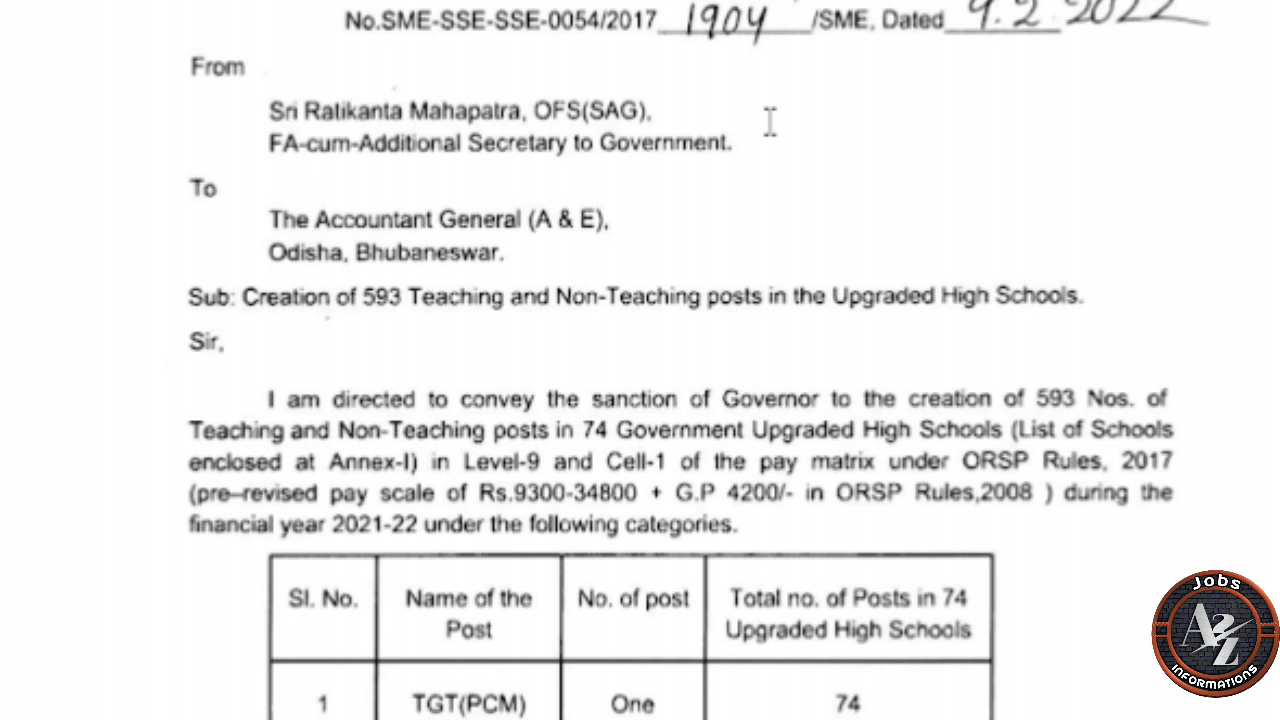 No.SME-SSE-SSE-0054/2017 1904 /SME, Dated 9.2.2022
From
Sri Ratikanta Mahapatra, OFS(SAG),
FA-cum-Additional Secretary to Government.
To
The Accountant General (A & E),
Odisha, Bhubaneswar.
Sub: Creation of 593 Teaching and Non-Teaching posts in the Upgraded High Schools.
Sir,
I am directed to convey the sanction of Governor to the creation of 593 Nos. of
Teaching and Non-Teaching posts in 74 Government Upgraded High Schools (List of Schools
enclosed at Annex-I) in Level-9 and Cell-1 of the pay matrix under ORSP Rules, 2017
(pre–revised pay scale of Rs.9300-34800 + G.P 4200/- in ORSP Rules,2008 ) during the
financial year 2021-22 under the following categories.
Sl. No. Name of the Post No. of post Total no. of Posts in 74 Upgraded High Schools
1 TGT(PCM) One 74
Jobs
A2Z
INFORMATIONS